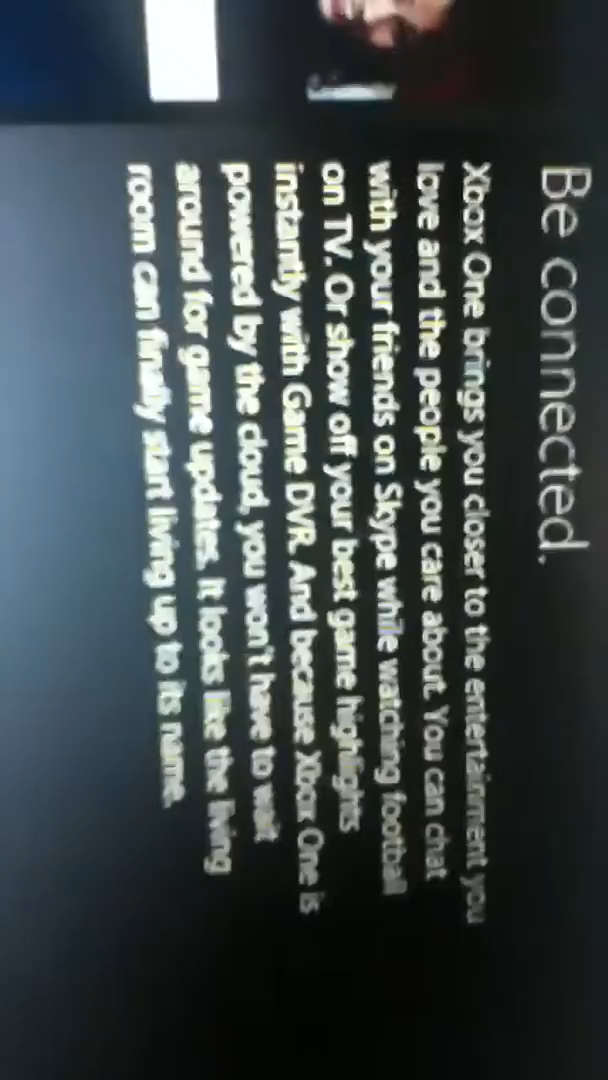 Be connected.
Xbox One brings you closer to the entertainment you
love and the people you care about. You can chat
with your friends on Skype while watching football
on TV. Or show off your best game highlights
instantly with Game DVR. And because Xbox One is
powered by the cloud, you won't have to wait
around for game updates. It looks like the living
room can finally start living up to its name.